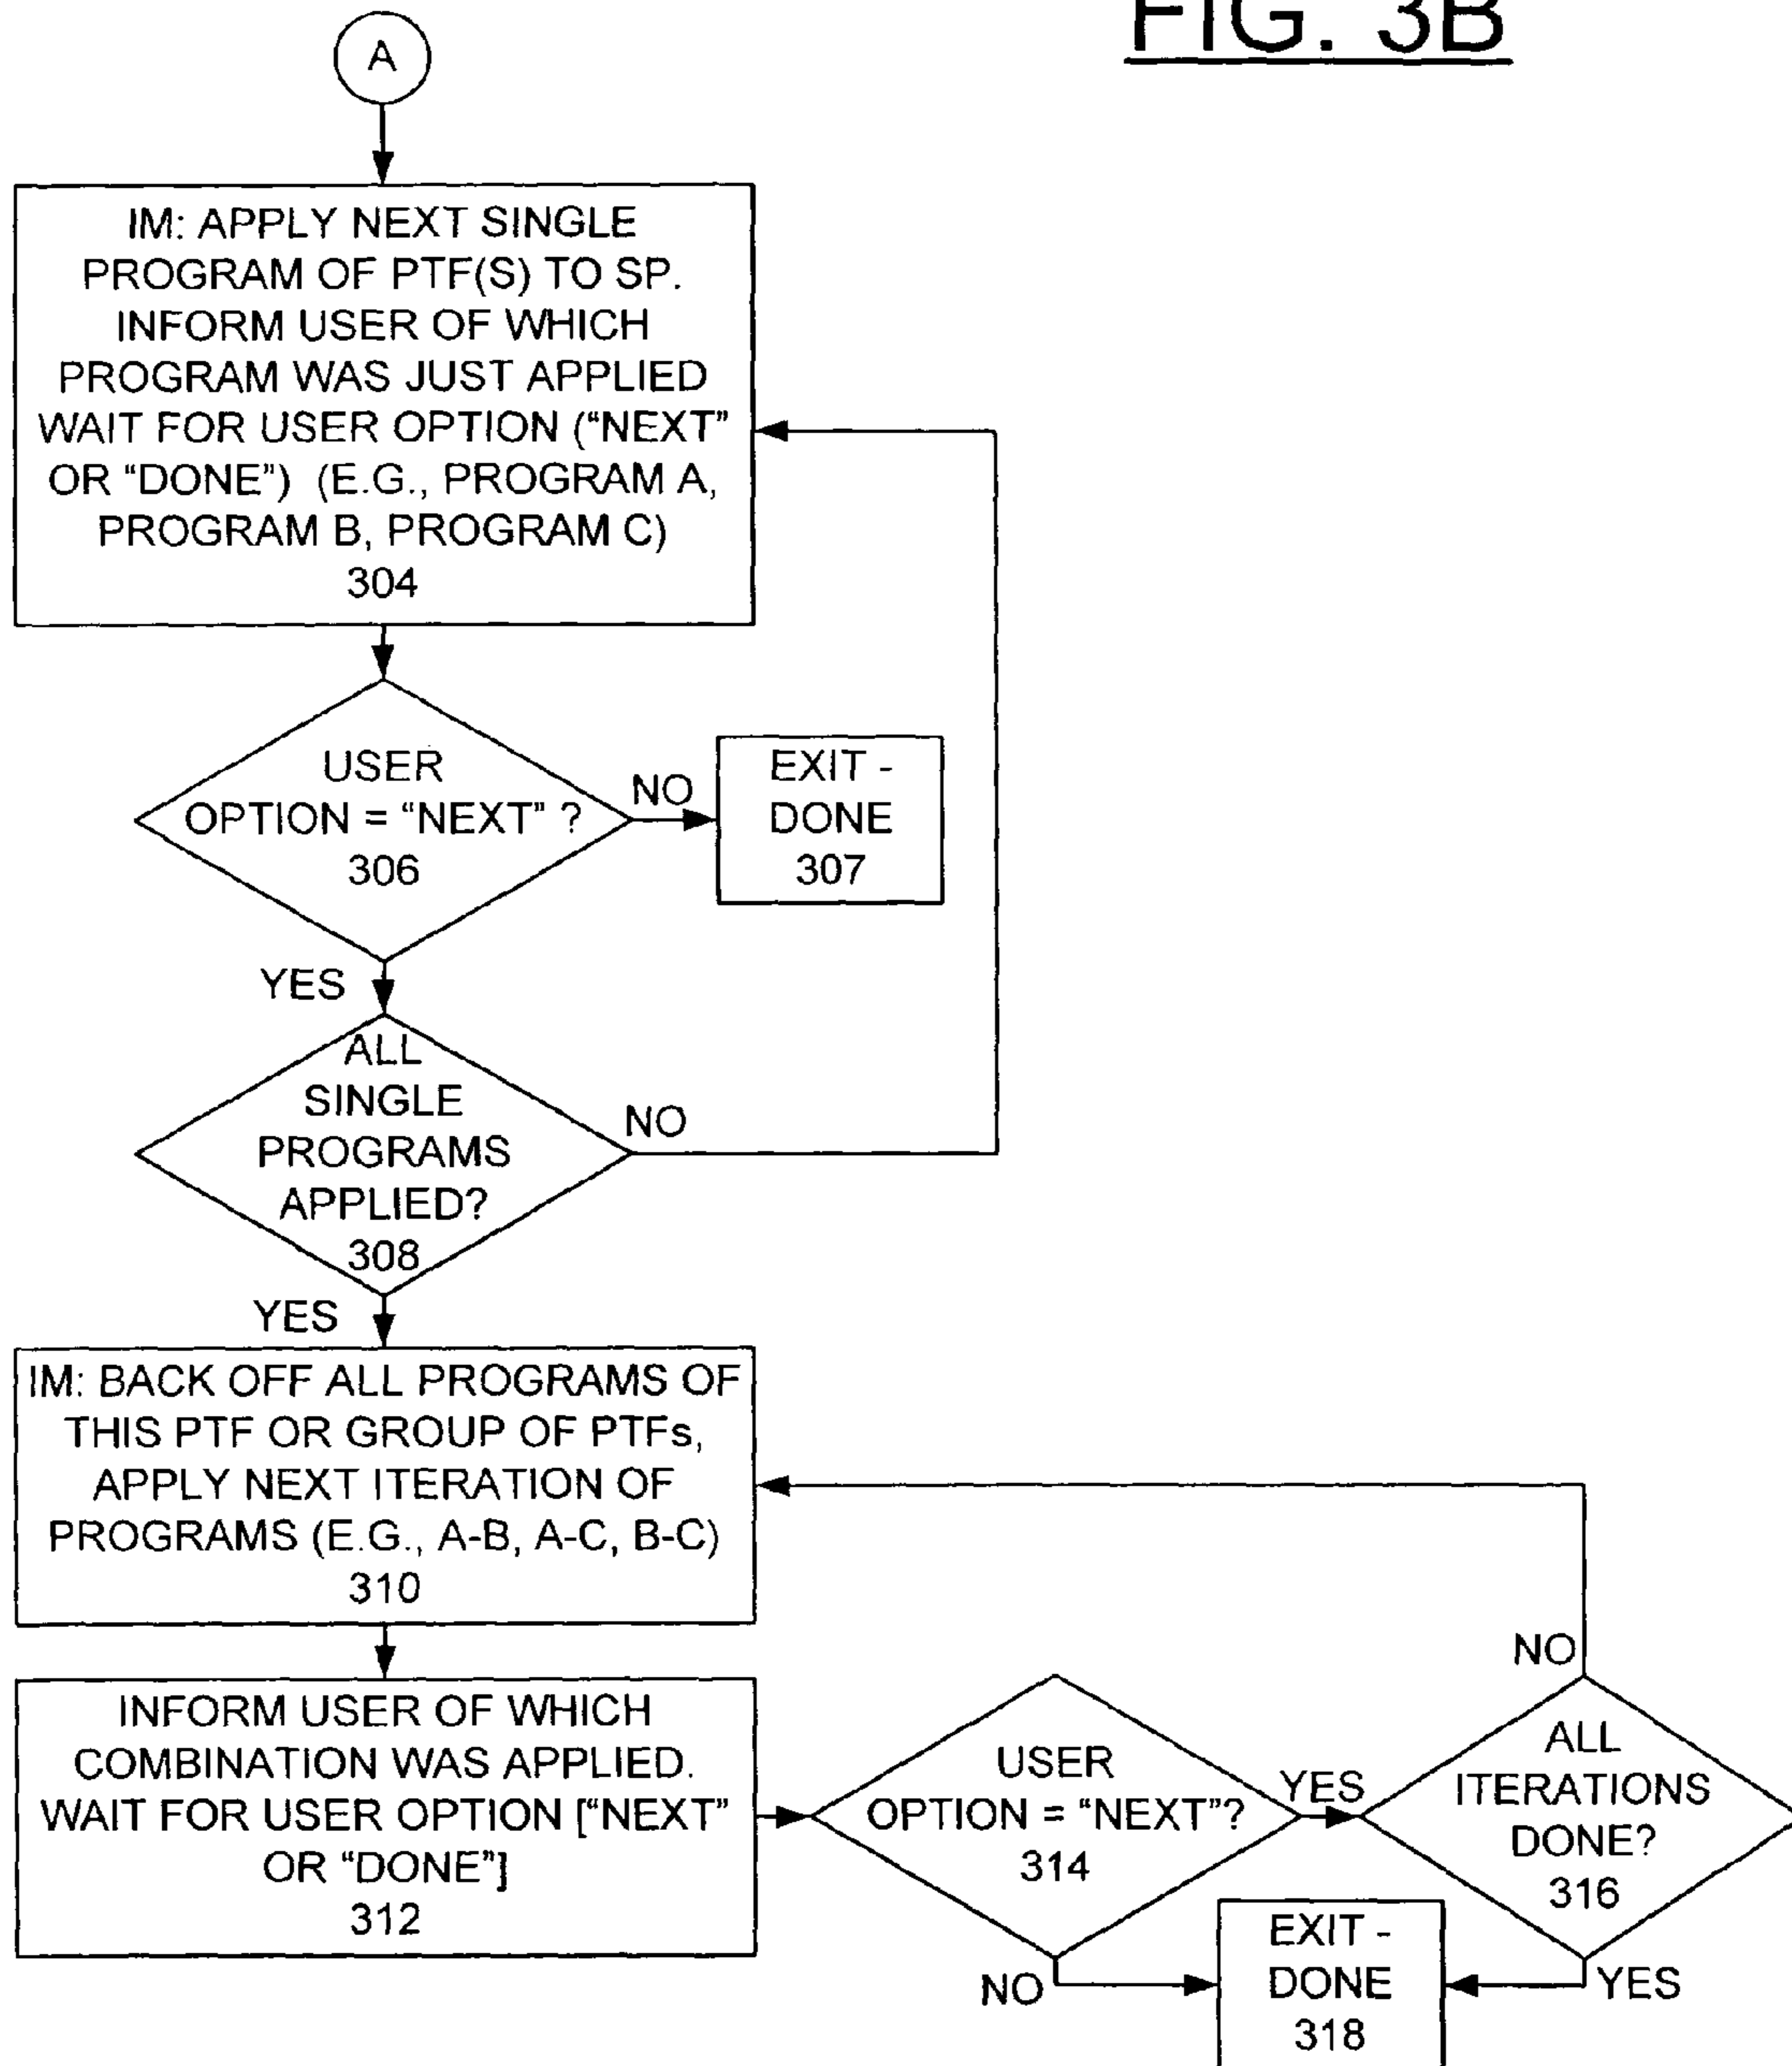 FIG. 3B
A
IM: APPLY NEXT SINGLE
PROGRAM OF PTF(S) TO SP.
INFORM USER OF WHICH
PROGRAM WAS JUST APPLIED
WAIT FOR USER OPTION (“NEXT”
OR “DONE”) (E.G., PROGRAM A,
PROGRAM B, PROGRAM C)
304
USER
OPTION = “NEXT” ?
306
NO
EXIT -
DONE
307
YES
ALL
SINGLE
PROGRAMS
APPLIED?
308
NO
YES
IM: BACK OFF ALL PROGRAMS OF
THIS PTF OR GROUP OF PTFs,
APPLY NEXT ITERATION OF
PROGRAMS (E.G., A-B, A-C, B-C)
310
INFORM USER OF WHICH
COMBINATION WAS APPLIED.
WAIT FOR USER OPTION [“NEXT”
OR “DONE”]
312
USER
OPTION = “NEXT”?
314
YES
NO
ALL
ITERATIONS
DONE?
316
NO
YES
EXIT -
DONE
318